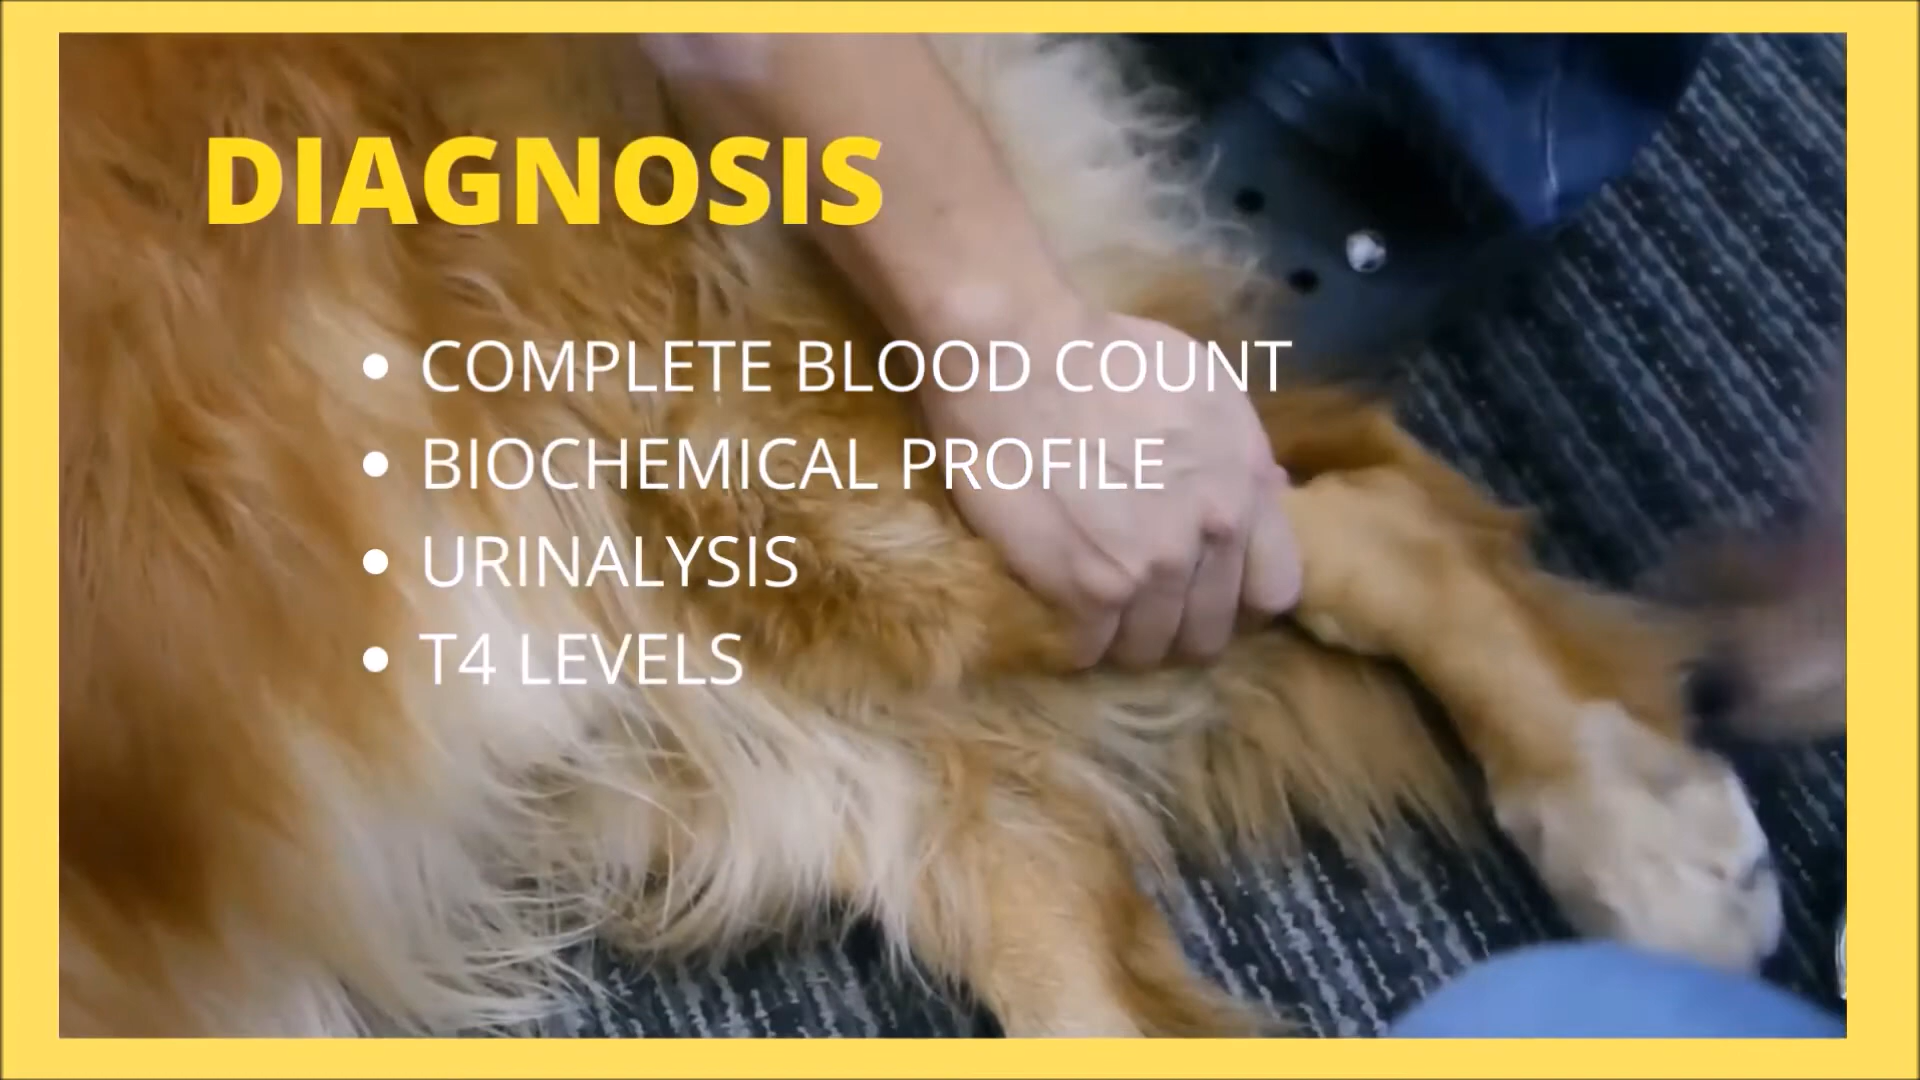 DIAGNOSIS
• COMPLETE BLOOD COUNT
• BIOCHEMICAL PROFILE
• URINALYSIS
• T4 LEVELS